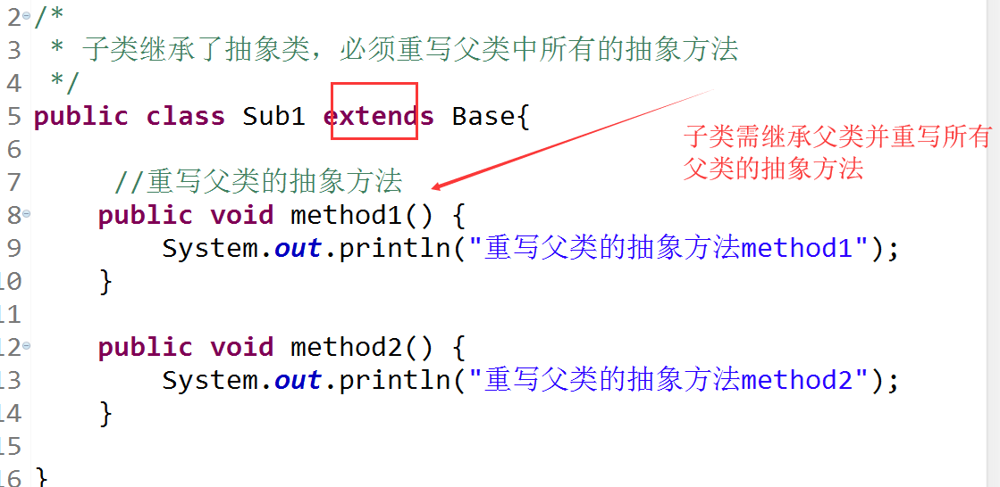 2 /*
3  * 子类继承了抽象类，必须重写父类中所有的抽象方法
4  */
5 public class Sub1 extends Base{
6
子类需继承父类并重写所有
父类的抽象方法
7      //重写父类的抽象方法
8     public void method1() {
9         System.out.println("重写父类的抽象方法method1");
10     }
11
12     public void method2() {
13         System.out.println("重写父类的抽象方法method2");
14     }
15
16 }